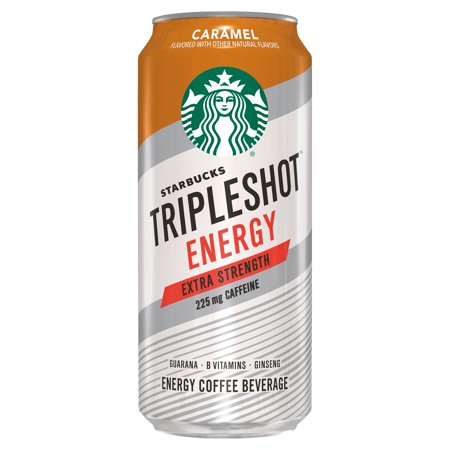 CARAMEL
FLAVORED WITH OTHER NATURAL FLAVORS
®
STARBUCKS
TRIPLESHOT®
ENERGY
EXTRA STRENGTH
225 mg CAFFEINE
GUARANA · B VITAMINS · GINSENG
ENERGY COFFEE BEVERAGE